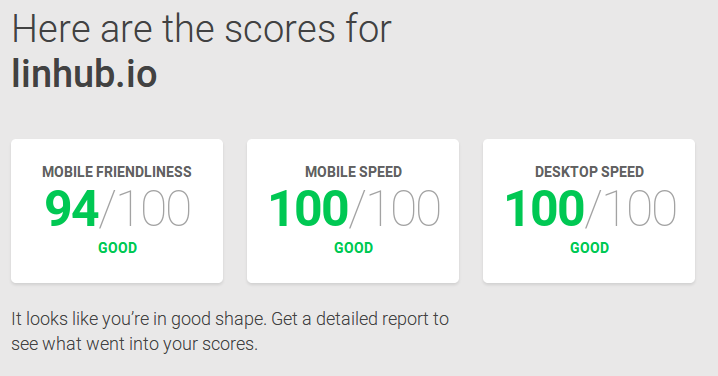 Here are the scores for
linhub.io
MOBILE FRIENDLINESS
94/100
GOOD
MOBILE SPEED
100/100
GOOD
DESKTOP SPEED
100/100
GOOD
It looks like you’re in good shape. Get a detailed report to
see what went into your scores.